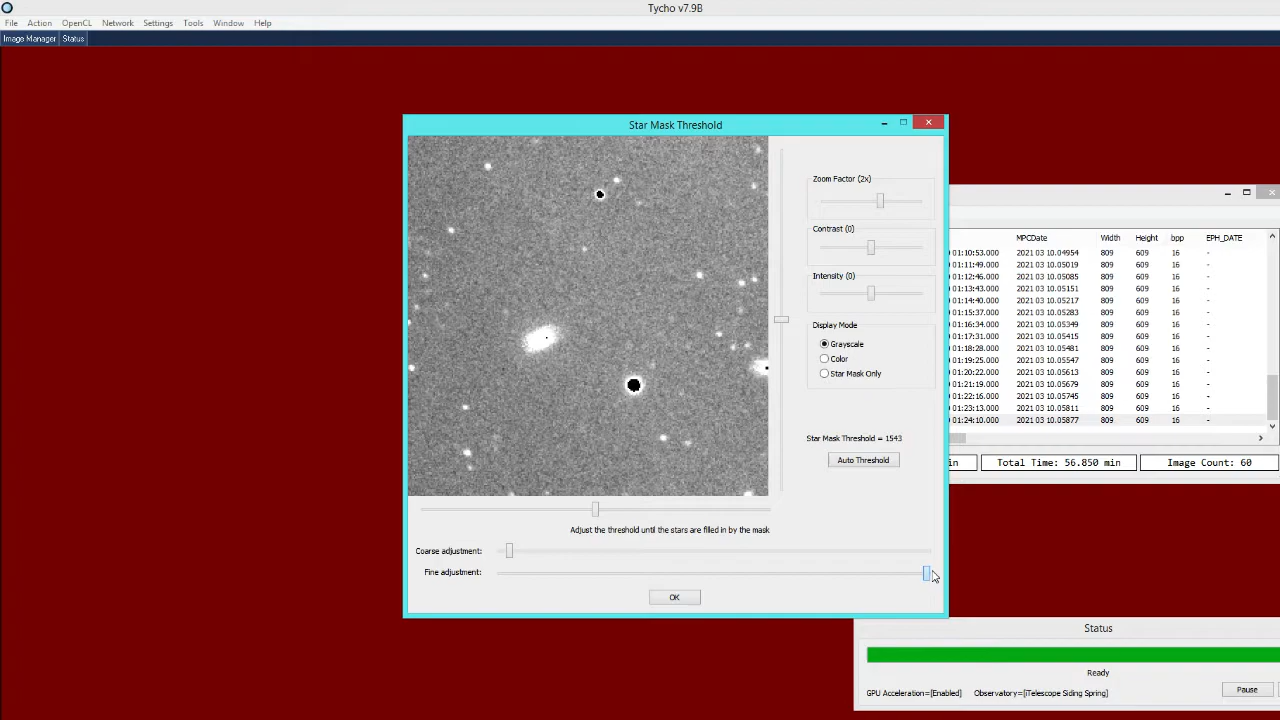 Tycho v7.9B
File Action OpenCL Network Settings Tools Window Help
Image Manager Status
Star Mask Threshold
Zoom Factor (2x)
Contrast (0)
Intensity (0)
Display Mode
Grayscale
Color
Star Mask Only
Star Mask Threshold = 1543
Auto Threshold
Adjust the threshold until the stars are filled in by the mask
Coarse adjustment:
Fine adjustment:
OK
MPCDate Width Height bpp EPH_DATE
01:10:53.000 2021 03 10.04954 809 609 16 -
01:11:49.000 2021 03 10.05019 809 609 16 -
01:12:46.000 2021 03 10.05085 809 609 16 -
01:13:43.000 2021 03 10.05151 809 609 16 -
01:14:40.000 2021 03 10.05217 809 609 16 -
01:15:37.000 2021 03 10.05283 809 609 16 -
01:16:34.000 2021 03 10.05349 809 609 16 -
01:17:31.000 2021 03 10.05415 809 609 16 -
01:18:28.000 2021 03 10.05481 809 609 16 -
01:19:25.000 2021 03 10.05547 809 609 16 -
01:20:22.000 2021 03 10.05613 809 609 16 -
01:21:19.000 2021 03 10.05679 809 609 16 -
01:22:16.000 2021 03 10.05745 809 609 16 -
01:23:13.000 2021 03 10.05811 809 609 16 -
01:24:10.000 2021 03 10.05877 809 609 16 -
in Total Time: 56.850 min Image Count: 60
Status
Ready
GPU Acceleration=[Enabled] Observatory=[iTelescope Siding Spring]
Pause